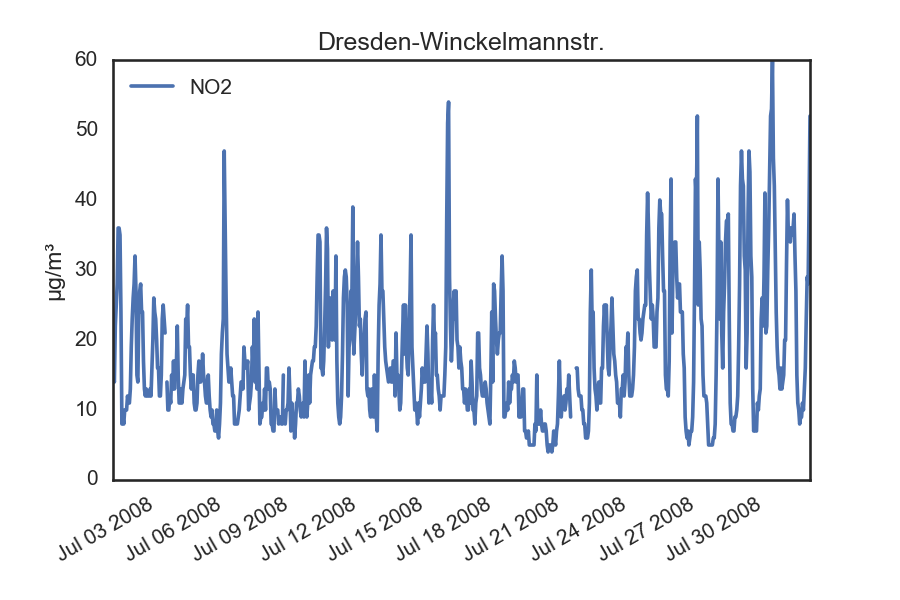 Dresden-Winckelmannstr.
NO2
µg/m³
60
50
40
30
20
10
0
Jul 03 2008
Jul 06 2008
Jul 09 2008
Jul 12 2008
Jul 15 2008
Jul 18 2008
Jul 21 2008
Jul 24 2008
Jul 27 2008
Jul 30 2008